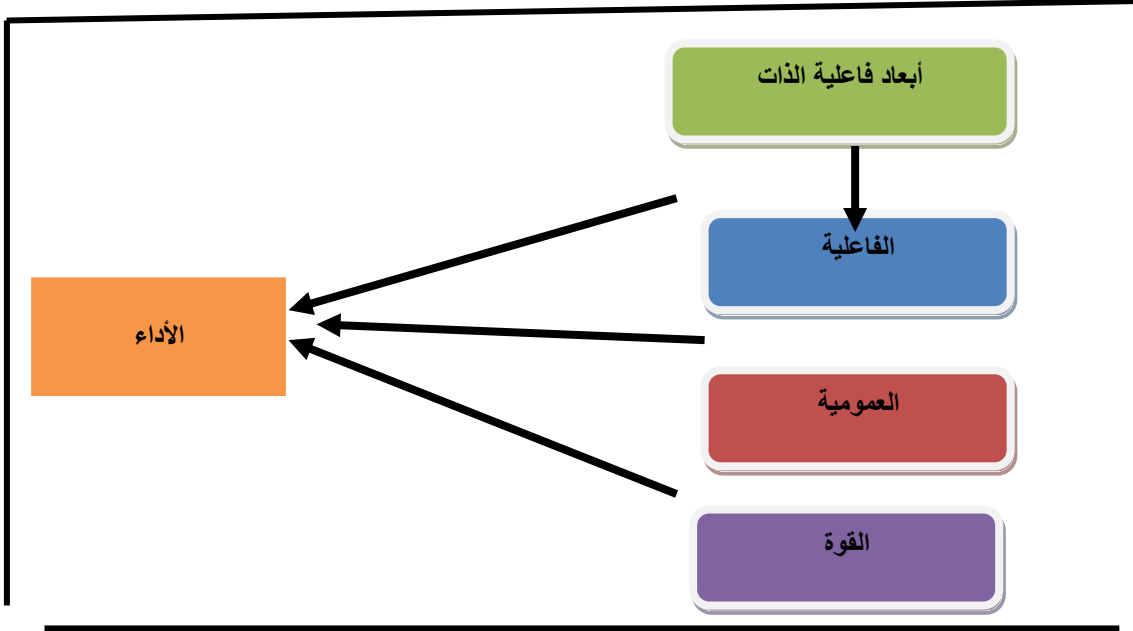 أبعاد فاعلية الذات
الفاعلية
الأداء
العمومية
القوة